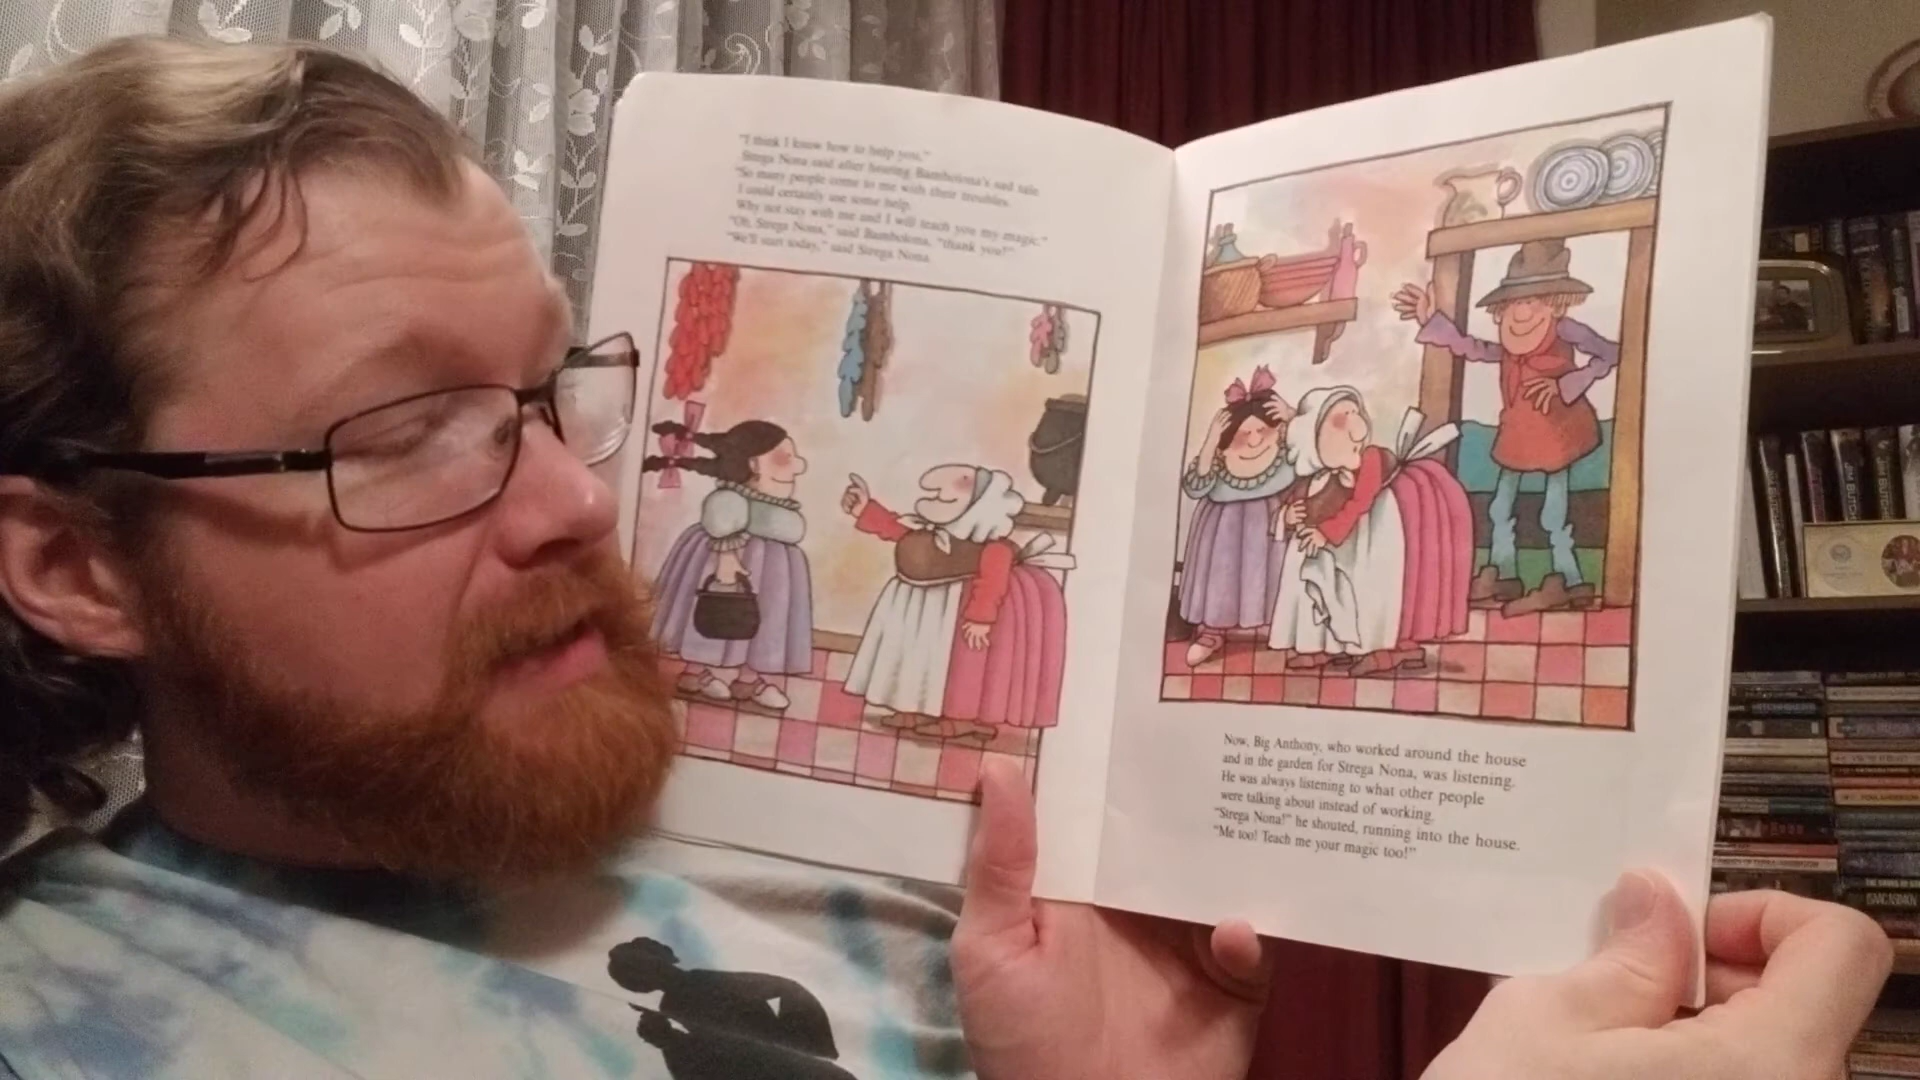 "I think I know how to help you,"
Strega Nona said after hearing Bambolona's sad tale.
"So many people come to me with their troubles.
I could certainly use some help.
Why not stay with me and I will teach you my magic."
"Oh, Strega Nona," said Bambolona, "thank you!"
"We'll start today," said Strega Nona.
Now, Big Anthony, who worked around the house
and in the garden for Strega Nona, was listening.
He was always listening to what other people
were talking about instead of working.
"Strega Nona!" he shouted, running into the house.
"Me too! Teach me your magic too!"
JIM BUTCHER
ISAAC ASIMOV